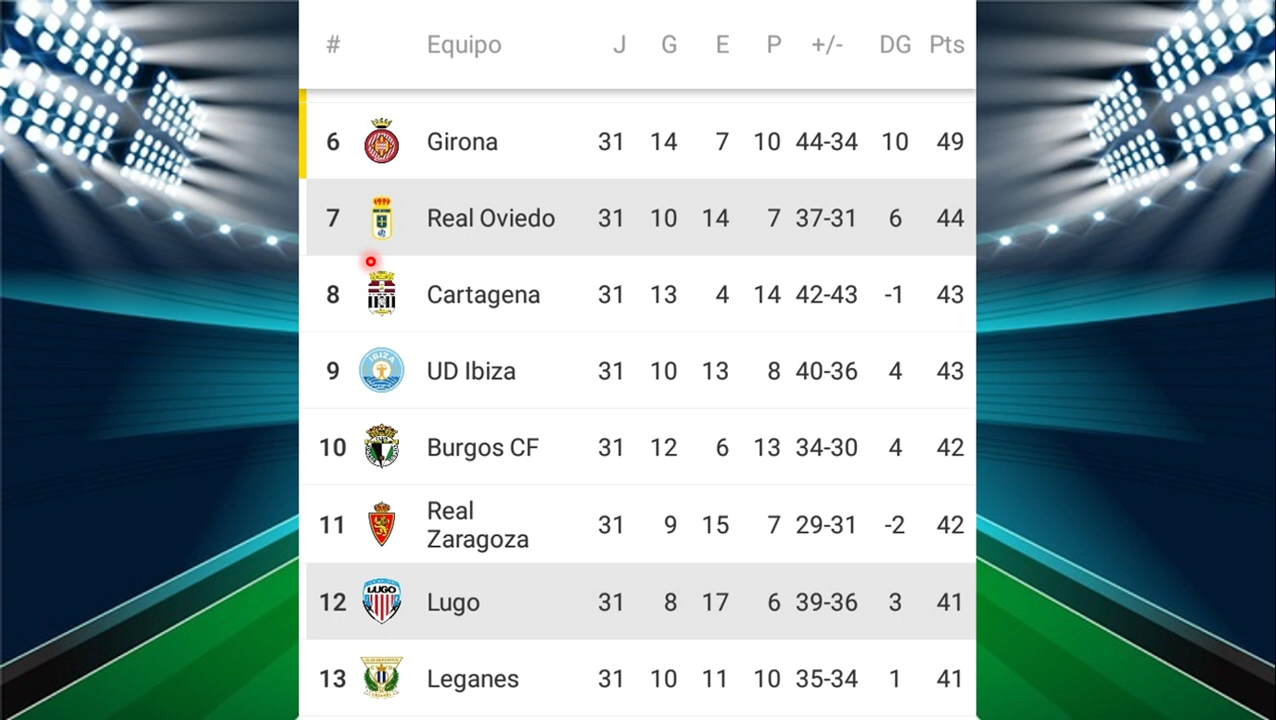 # Equipo J G E P +/- DG Pts
6 Girona 31 14 7 10 44-34 10 49
7 Real Oviedo 31 10 14 7 37-31 6 44
8 Cartagena 31 13 4 14 42-43 -1 43
9 IBIZA UD Ibiza 31 10 13 8 40-36 4 43
10 Burgos CF 31 12 6 13 34-30 4 42
11 Real Zaragoza 31 9 15 7 29-31 -2 42
12 LUGO Lugo 31 8 17 6 39-36 3 41
13 Leganes 31 10 11 10 35-34 1 41